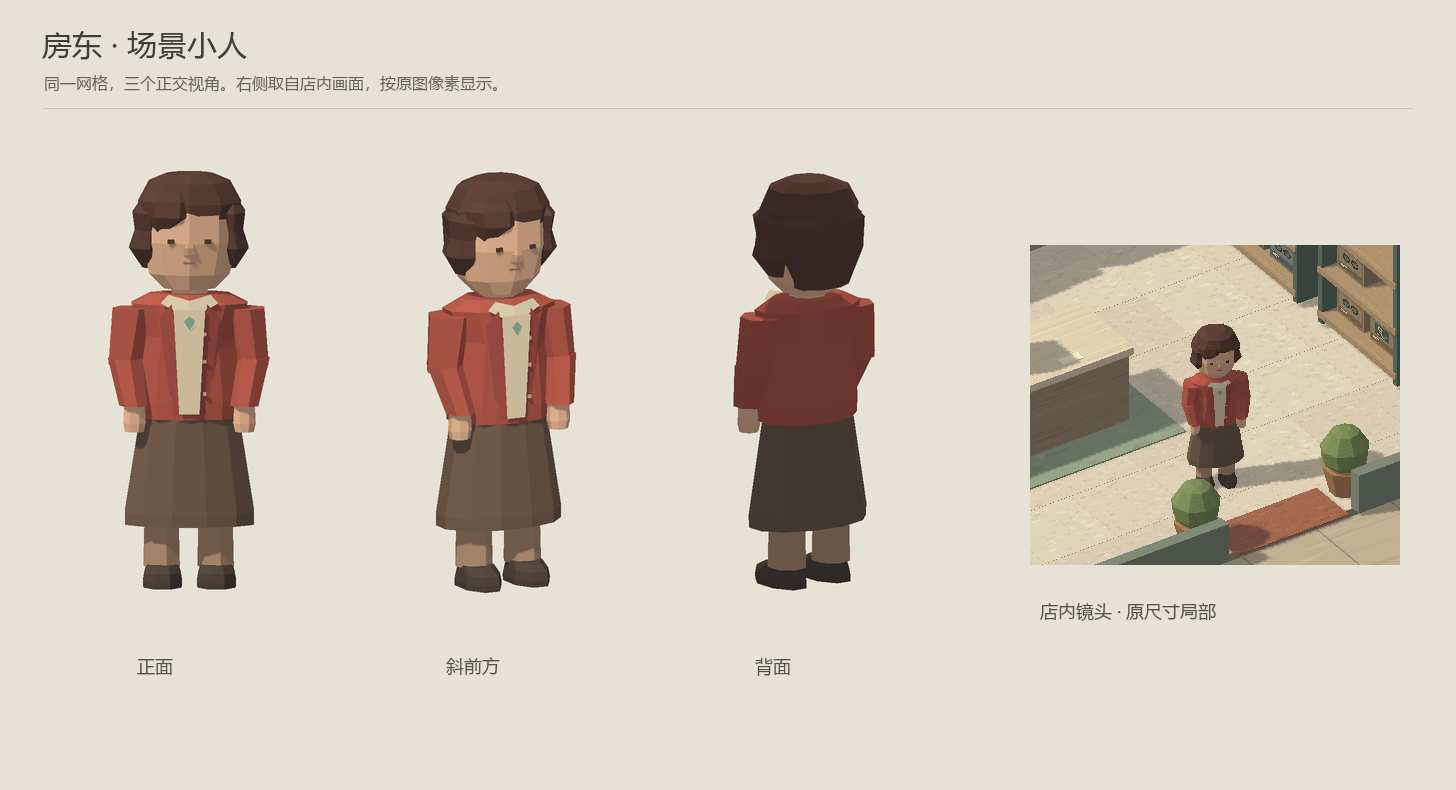 房东 · 场景小人
同一网格，三个正交视角。右侧取自店内画面，按原图像素显示。
店内镜头 · 原尺寸局部
正面
斜前方
背面